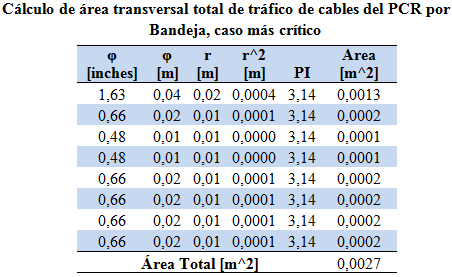 Cálculo de área transversal total de tráfico de cables del PCR por
Bandeja, caso más crítico
φ φ r r^2 Area
[inches] [m] [m] [m] PI [m^2]
1,63 0,04 0,02 0,0004 3,14 0,0013
0,66 0,02 0,01 0,0001 3,14 0,0002
0,48 0,01 0,01 0,0000 3,14 0,0001
0,48 0,01 0,01 0,0000 3,14 0,0001
0,66 0,02 0,01 0,0001 3,14 0,0002
0,66 0,02 0,01 0,0001 3,14 0,0002
0,66 0,02 0,01 0,0001 3,14 0,0002
0,66 0,02 0,01 0,0001 3,14 0,0002
Área Total [m^2] 0,0027